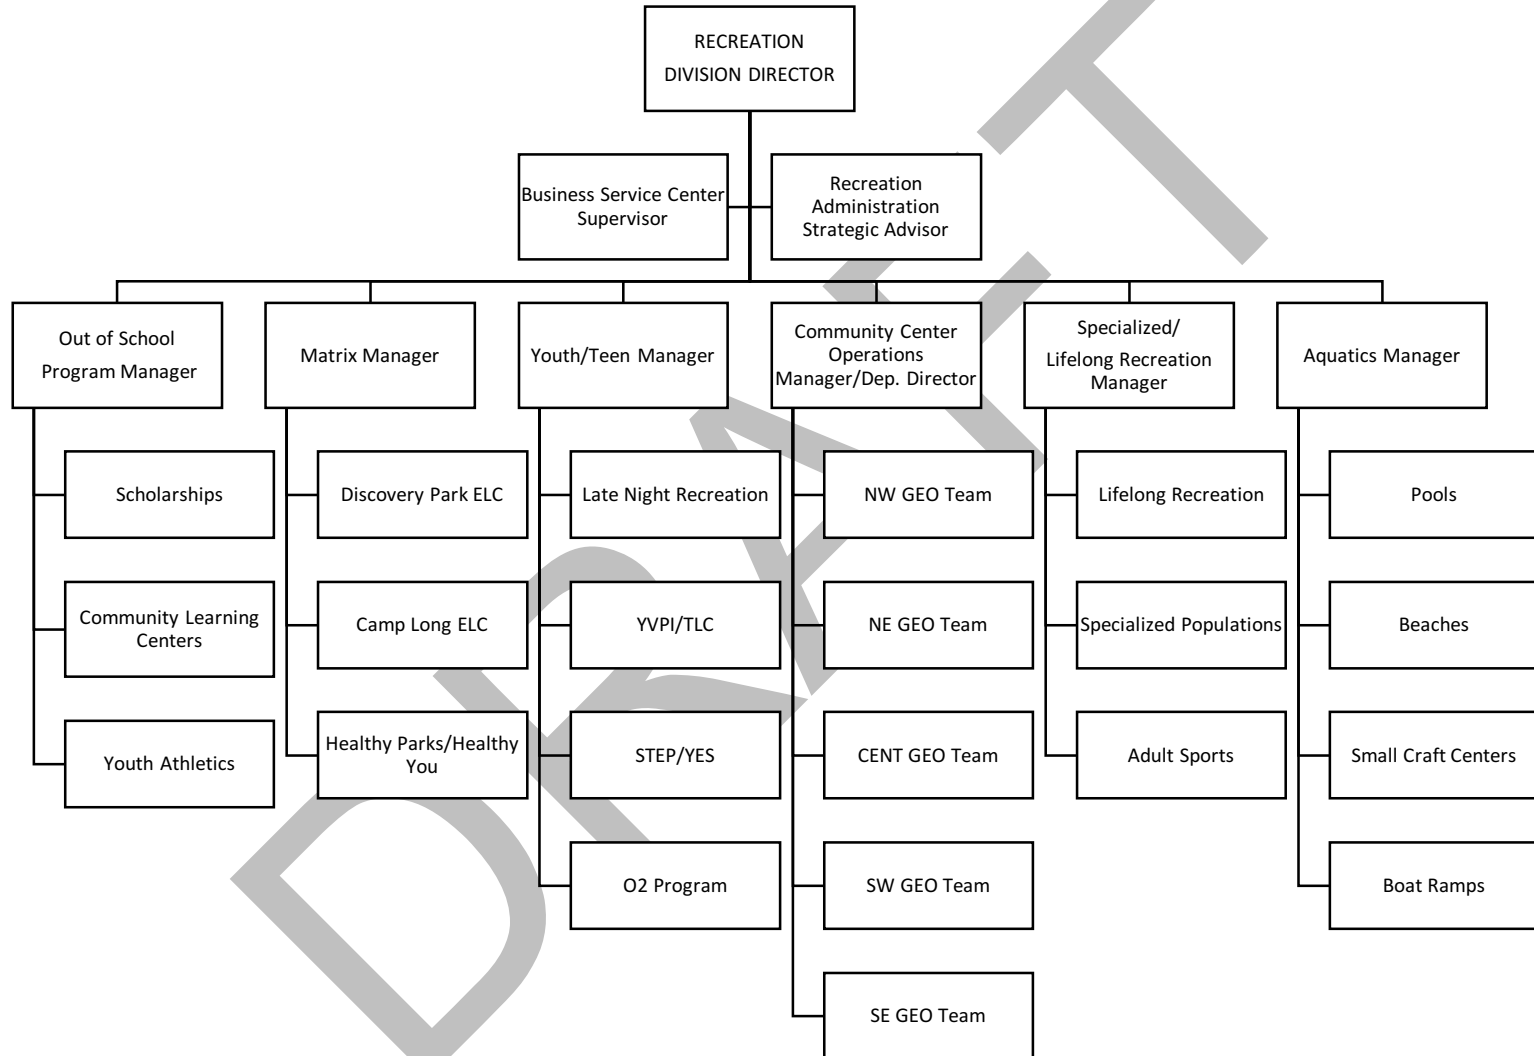 RECREATION
DIVISION DIRECTOR
Business Service Center
Supervisor
Recreation
Administration
Strategic Advisor
Out of School
Program Manager
Matrix Manager
Youth/Teen Manager
Community Center
Operations
Manager/Dep. Director
Specialized/
Lifelong Recreation
Manager
Aquatics Manager
Scholarships
Community Learning
Centers
Youth Athletics
Discovery Park ELC
Camp Long ELC
Healthy Parks/Healthy
You
Late Night Recreation
YVPI/TLC
STEP/YES
O2 Program
NW GEO Team
NE GEO Team
CENT GEO Team
SW GEO Team
SE GEO Team
Lifelong Recreation
Specialized Populations
Adult Sports
Pools
Beaches
Small Craft Centers
Boat Ramps
DRAFT